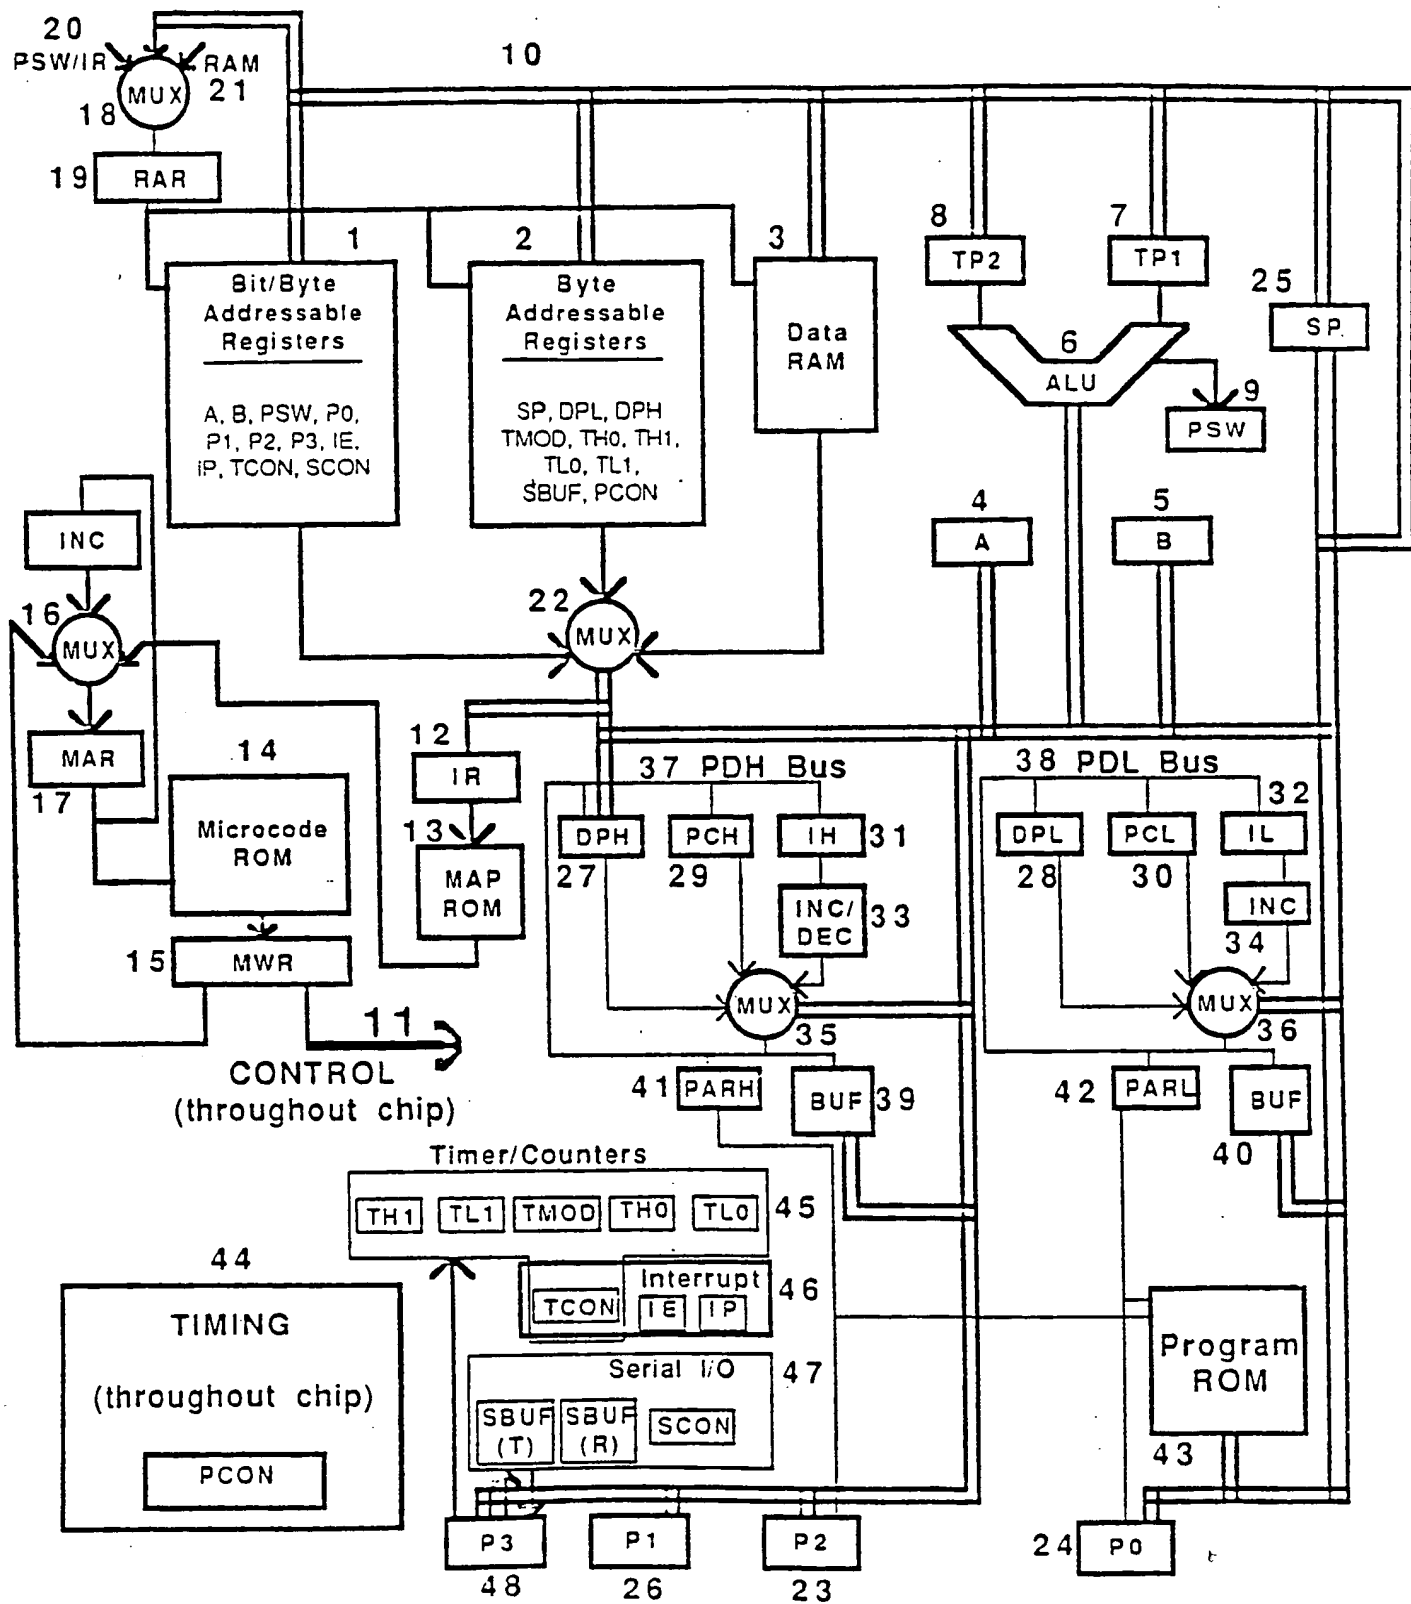 20
PSW/IR
RAM
21
MUX
18
10
19
RAR
1
2
3
8
7
TP2
TP1
25
SP
Bit/Byte
Addressable
Registers
A, B, PSW, P0,
P1, P2, P3, IE,
IP, TCON, SCON
Byte
Addressable
Registers
SP, DPL, DPH
TMOD, TH0, TH1,
TL0, TL1,
SBUF, PCON
Data
RAM
6
ALU
9
PSW
4
A
5
B
INC
16
MUX
22
MUX
MAR
17
14
Microcode
ROM
12
IR
13
MAP
ROM
15
MWR
11
CONTROL
(throughout chip)
37 PDH Bus
DPH
27
PCH
29
IH
31
INC/
DEC
33
MUX
35
38 PDL Bus
32
DPL
28
PCL
30
IL
INC
34
MUX
36
41
PARH
BUF
39
42
PARL
BUF
40
Timer/Counters
TH1
TL1
TMOD
TH0
TL0
45
44
TIMING
(throughout chip)
PCON
Interrupt
TCON
IE
IP
46
Serial I/O
47
SBUF
(T)
SBUF
(R)
SCON
Program
ROM
43
P3
48
P1
26
P2
23
24
P0